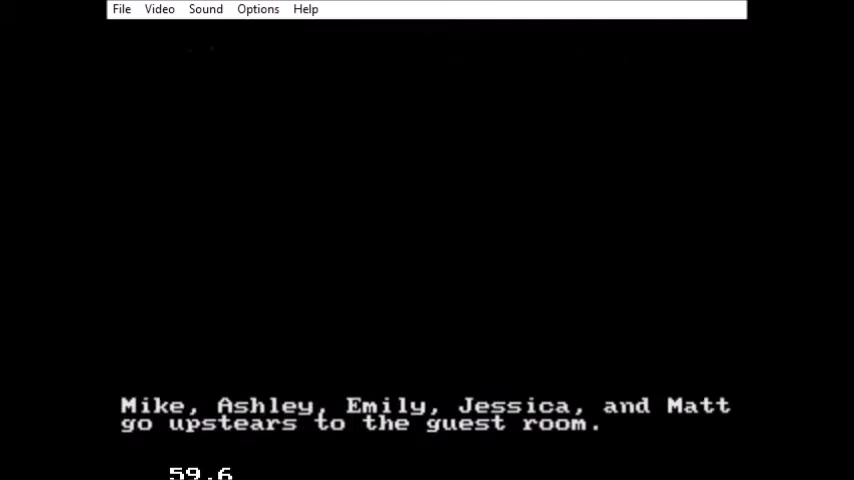 File Video Sound Options Help
Mike, Ashley, Emily, Jessica, and Matt
go upstears to the guest room.
59.6